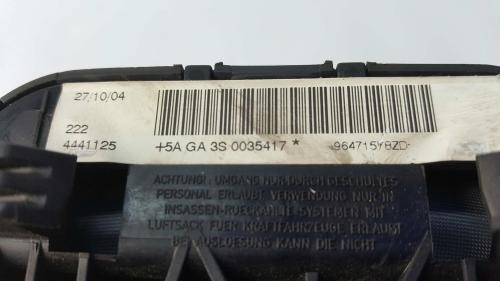 27/10/04
222
4441125 +5A GA 3S 0035417 * 964715Y8ZD
ACHTUNG! UMGANG NUR DURCH GESCHULTES
PERSONAL ERLAUBT VERWENDUNG NUR IN
INSASSEN-RUECKHALTE SYSTEMEN MIT
LUFTSACK FUER KRAFTFAHRZEUGE ERLAUBT
BEI AUSLOESUNG KANN DIE NICHT